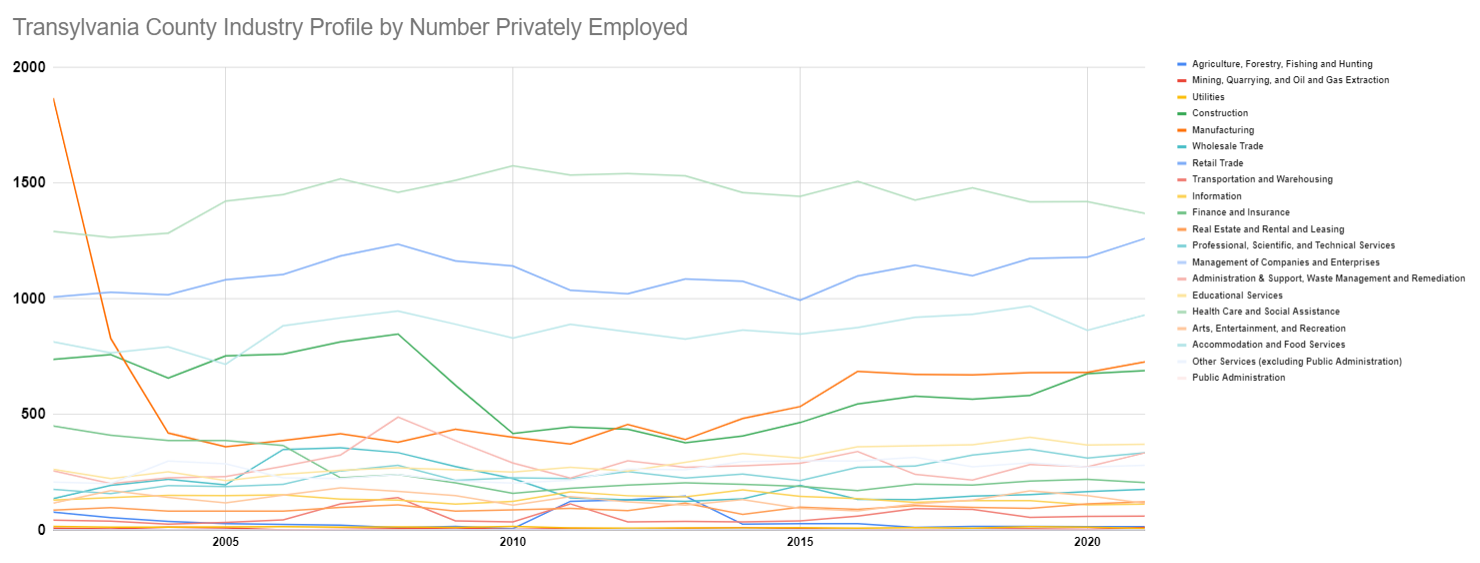 Transylvania County Industry Profile by Number Privately Employed
2000
1500
1000
500
0
2005
2010
2015
2020
Agriculture, Forestry, Fishing and Hunting
Mining, Quarrying, and Oil and Gas Extraction
Utilities
Construction
Manufacturing
Wholesale Trade
Retail Trade
Transportation and Warehousing
Information
Finance and Insurance
Real Estate and Rental and Leasing
Professional, Scientific, and Technical Services
Management of Companies and Enterprises
Administration & Support, Waste Management and Remediation
Educational Services
Health Care and Social Assistance
Arts, Entertainment, and Recreation
Accommodation and Food Services
Other Services (excluding Public Administration)
Public Administration